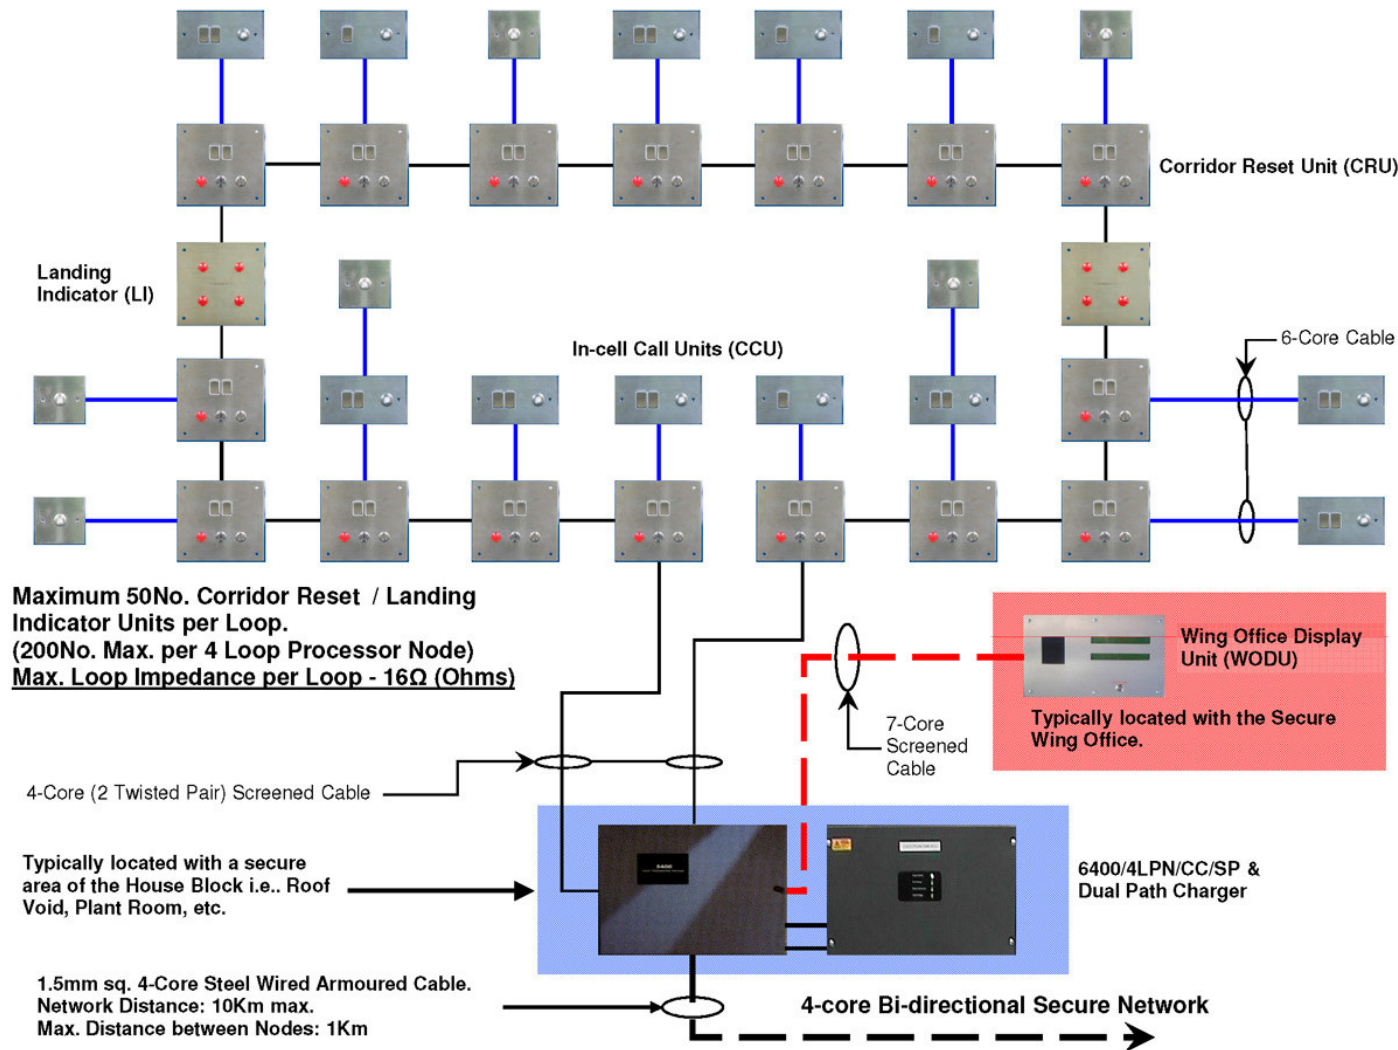 Corridor Reset Unit (CRU)
Landing
Indicator (LI)
In-cell Call Units (CCU)
6-Core Cable
Maximum 50No. Corridor Reset / Landing
Indicator Units per Loop.
(200No. Max. per 4 Loop Processor Node)
Max. Loop Impedance per Loop - 16Ω (Ohms)
Wing Office Display
Unit (WODU)
Typically located with the Secure
Wing Office.
7-Core
Screened
Cable
4-Core (2 Twisted Pair) Screened Cable
Typically located with a secure
area of the House Block i.e.. Roof
Void, Plant Room, etc.
6400/4LPN/CC/SP &
Dual Path Charger
1.5mm sq. 4-Core Steel Wired Armoured Cable.
Network Distance: 10Km max.
Max. Distance between Nodes: 1Km
4-core Bi-directional Secure Network